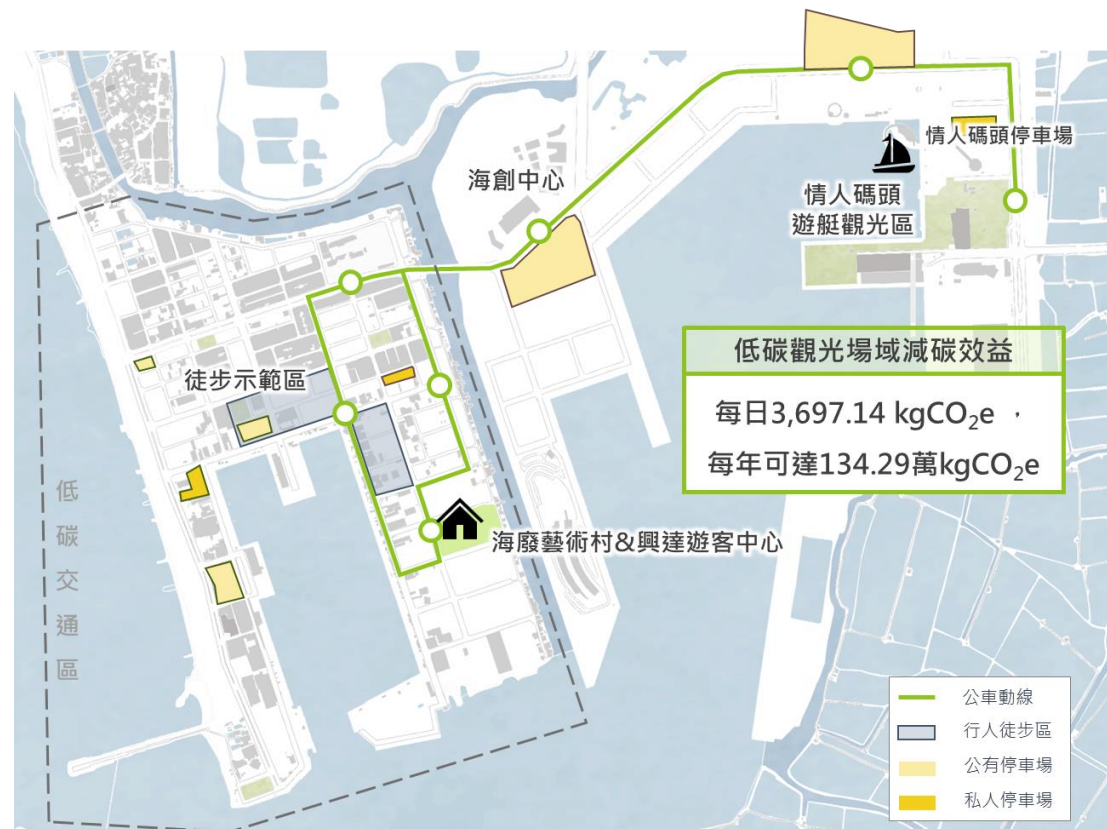 情人碼頭停車場
海創中心
情人碼頭
遊艇觀光區
低碳觀光場域減碳效益
每日3,697.14 kgCO₂e ，
每年可達134.29萬kgCO₂e
徒步示範區
低碳交通區
海廢藝術村&興達遊客中心
公車動線
行人徒步區
公有停車場
私人停車場